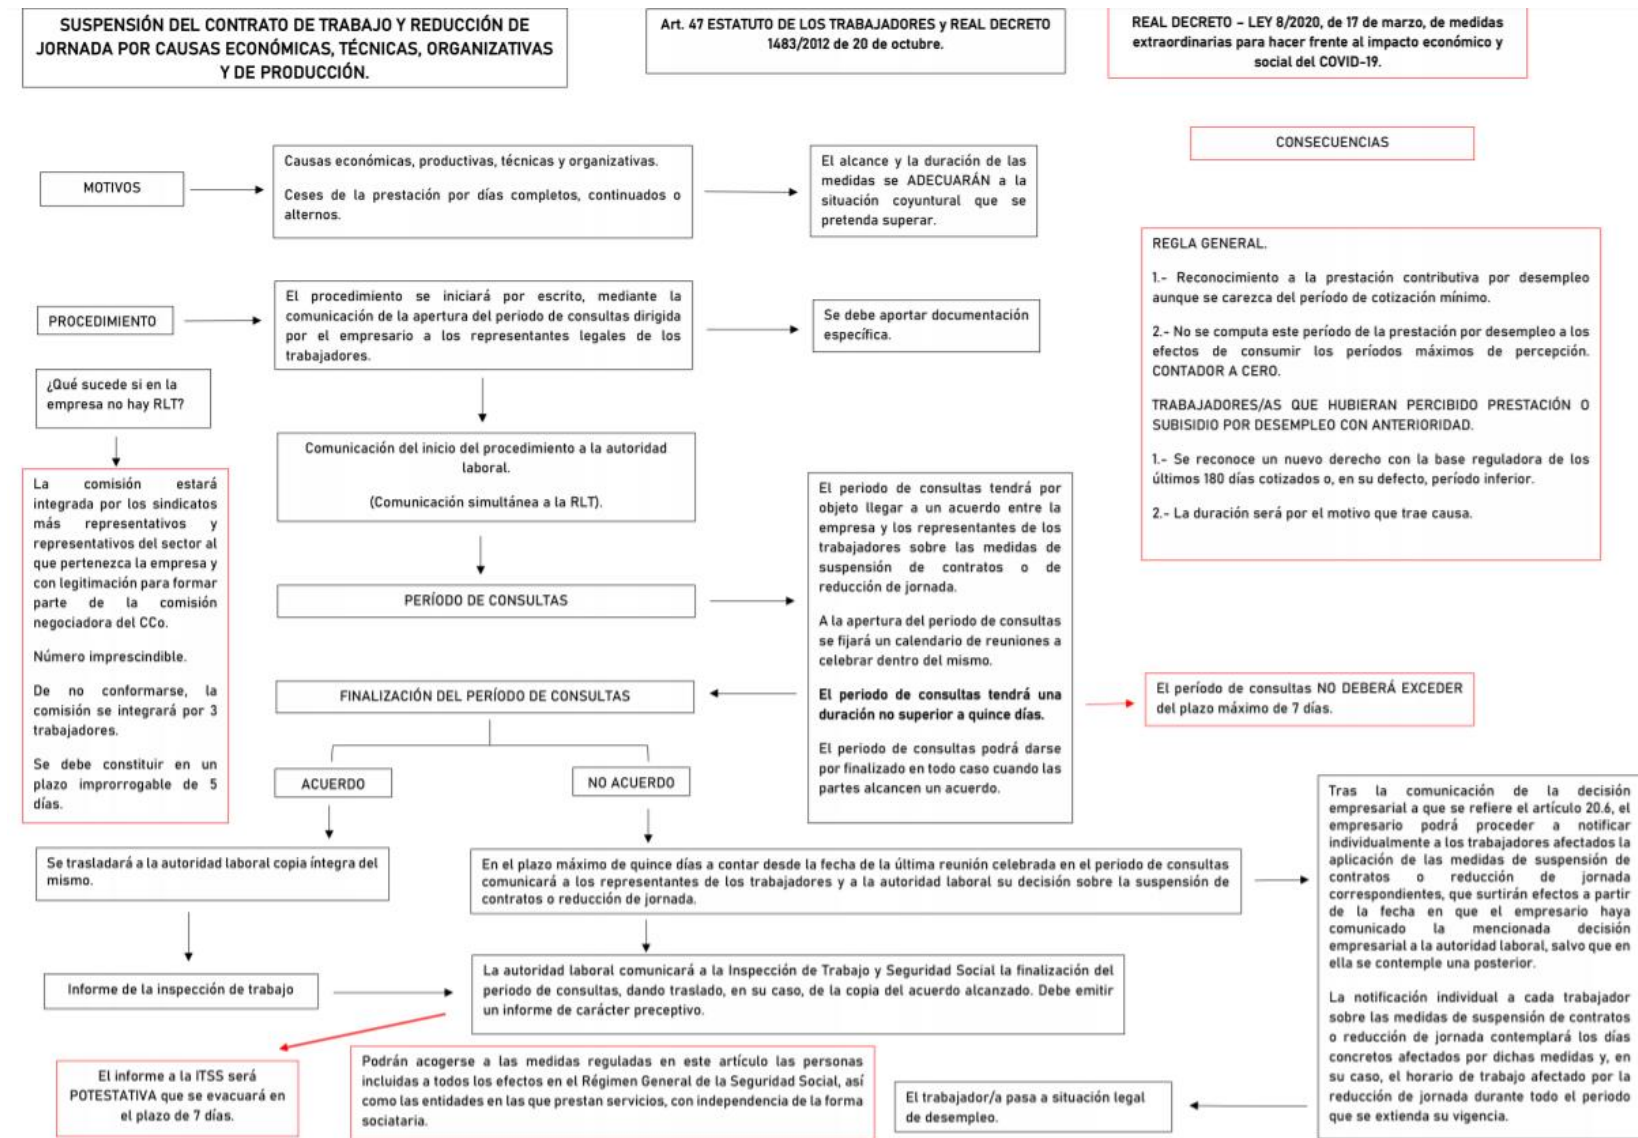 SUSPENSIÓN DEL CONTRATO DE TRABAJO Y REDUCCIÓN DE
JORNADA POR CAUSAS ECONÓMICAS, TÉCNICAS, ORGANIZATIVAS
Y DE PRODUCCIÓN.
Art. 47 ESTATUTO DE LOS TRABAJADORES y REAL DECRETO
1483/2012 de 20 de octubre.
REAL DECRETO – LEY 8/2020, de 17 de marzo, de medidas
extraordinarias para hacer frente al impacto económico y
social del COVID-19.
CONSECUENCIAS
MOTIVOS
Causas económicas, productivas, técnicas y organizativas.
Ceses de la prestación por días completos, continuados o
alternos.
El alcance y la duración de las
medidas se ADECUARÁN a la
situación coyuntural que se
pretenda superar.
REGLA GENERAL.
1.- Reconocimiento a la prestación contributiva por desempleo
aunque se carezca del período de cotización mínimo.
2.- No se computa este período de la prestación por desempleo a los
efectos de consumir los períodos máximos de percepción.
CONTADOR A CERO.
TRABAJADORES/AS QUE HUBIERAN PERCIBIDO PRESTACIÓN O
SUBISIDIO POR DESEMPLEO CON ANTERIORIDAD.
1.- Se reconoce un nuevo derecho con la base reguladora de los
últimos 180 días cotizados o, en su defecto, período inferior.
2.- La duración será por el motivo que trae causa.
PROCEDIMIENTO
El procedimiento se iniciará por escrito, mediante la
comunicación de la apertura del periodo de consultas dirigida
por el empresario a los representantes legales de los
trabajadores.
Se debe aportar documentación
específica.
¿Qué sucede si en la
empresa no hay RLT?
La comisión estará
integrada por los sindicatos
más representativos y
representativos del sector al
que pertenezca la empresa y
con legitimación para formar
parte de la comisión
negociadora del CCo.
Número imprescindible.
De no conformarse, la
comisión se integrará por 3
trabajadores.
Se debe constituir en un
plazo improrrogable de 5
días.
Comunicación del inicio del procedimiento a la autoridad
laboral.
(Comunicación simultánea a la RLT).
PERÍODO DE CONSULTAS
El periodo de consultas tendrá por
objeto llegar a un acuerdo entre la
empresa y los representantes de los
trabajadores sobre las medidas de
suspensión de contratos o de
reducción de jornada.
A la apertura del periodo de consultas
se fijará un calendario de reuniones a
celebrar dentro del mismo.
El periodo de consultas tendrá una
duración no superior a quince días.
El periodo de consultas podrá darse
por finalizado en todo caso cuando las
partes alcancen un acuerdo.
El período de consultas NO DEBERÁ EXCEDER
del plazo máximo de 7 días.
FINALIZACIÓN DEL PERÍODO DE CONSULTAS
ACUERDO
NO ACUERDO
Se trasladará a la autoridad laboral copia íntegra del
mismo.
En el plazo máximo de quince días a contar desde la fecha de la última reunión celebrada en el periodo de consultas
comunicará a los representantes de los trabajadores y a la autoridad laboral su decisión sobre la suspensión de
contratos o reducción de jornada.
Tras la comunicación de la decisión
empresarial a que se refiere el artículo 20.6, el
empresario podrá proceder a notificar
individualmente a los trabajadores afectados la
aplicación de las medidas de suspensión de
contratos o reducción de jornada
correspondientes, que surtirán efectos a partir
de la fecha en que el empresario haya
comunicado la mencionada decisión
empresarial a la autoridad laboral, salvo que en
ella se contemple una posterior.
La notificación individual a cada trabajador
sobre las medidas de suspensión de contratos
o reducción de jornada contemplará los días
concretos afectados por dichas medidas y, en
su caso, el horario de trabajo afectado por la
reducción de jornada durante todo el periodo
que se extienda su vigencia.
Informe de la inspección de trabajo
La autoridad laboral comunicará a la Inspección de Trabajo y Seguridad Social la finalización del
periodo de consultas, dando traslado, en su caso, de la copia del acuerdo alcanzado. Debe emitir
un informe de carácter preceptivo.
El informe a la ITSS será
POTESTATIVA que se evacuará en
el plazo de 7 días.
Podrán acogerse a las medidas reguladas en este artículo las personas
incluidas a todos los efectos en el Régimen General de la Seguridad Social, así
como las entidades en las que prestan servicios, con independencia de la forma
sociataria.
El trabajador/a pasa a situación legal
de desempleo.